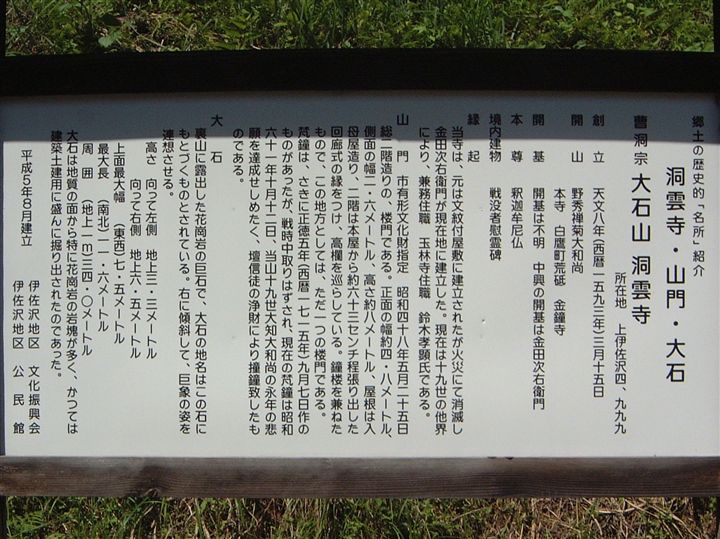 郷土の歴史的「名所」紹介
洞雲寺・山門・大石
所在地 上伊佐沢四、九九九
曹洞宗 大石山 洞雲寺
創立 天文八年(西暦一五九三年)三月十五日
開山 野秀禅菊大和尚
本寺 白鷹町荒砥 金鐘寺
開基 開基は不明 中興の開基は金田次右衛門
本尊 釈迦牟尼仏
境内建物 戦没者慰霊碑
縁起
当寺は、元は文紋付屋敷に建立されたが火災にて消滅し
金田次右衛門が現在地に建立した。現在は十九世の他界
により、兼務住職 玉林寺住職 鈴木孝顕氏である。
山門 市有形文化財指定 昭和四十八年五月二十五日
総二階造りの、楼門である。正面の幅約四・八メートル、
側面の幅二・六メートル、高さ約八メートル、屋根は入
母屋造り、二階は本屋から約六十三センチ程張り出した
回廊式の縁をつけ、高欄を巡らしている。鐘楼を兼ねた
もので、この地方としては、ただ一つの楼門である。
梵鐘は、さきに正徳五年(西暦一七一五年)九月七日作の
ものがあったが、戦時中取りはずされ、現在の梵鐘は昭和
六十一年十月十二日、当山十九世大知大和尚の永年の悲
願を達成せしめたく、壇信徒の浄財により撞鐘致したも
のである。
大石
裏山に露出した花崗岩の巨石で、大石の地名はこの石に
もとづくものとされている。右に傾斜して、巨象の姿を
連想させる。
高さ 向って左側 地上三・三メートル
向って右側 地上六・五メートル
上面最大幅 (東西)七・五メートル
最大長 (南北)一一・六メートル
周囲 (地上一m)三四・〇メートル
大石は地質の面から特に花崗岩の岩塊が多く、かつては
建築土建用に盛んに掘り出されたのであった。
平成5年8月建立 伊佐沢地区 文化振興会
伊佐沢地区 公民館